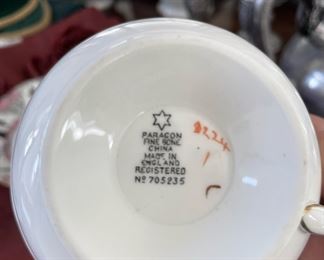 PARAGON
FINE BONE
CHINA
MADE IN
ENGLAND
REGISTERED
Nº 705235